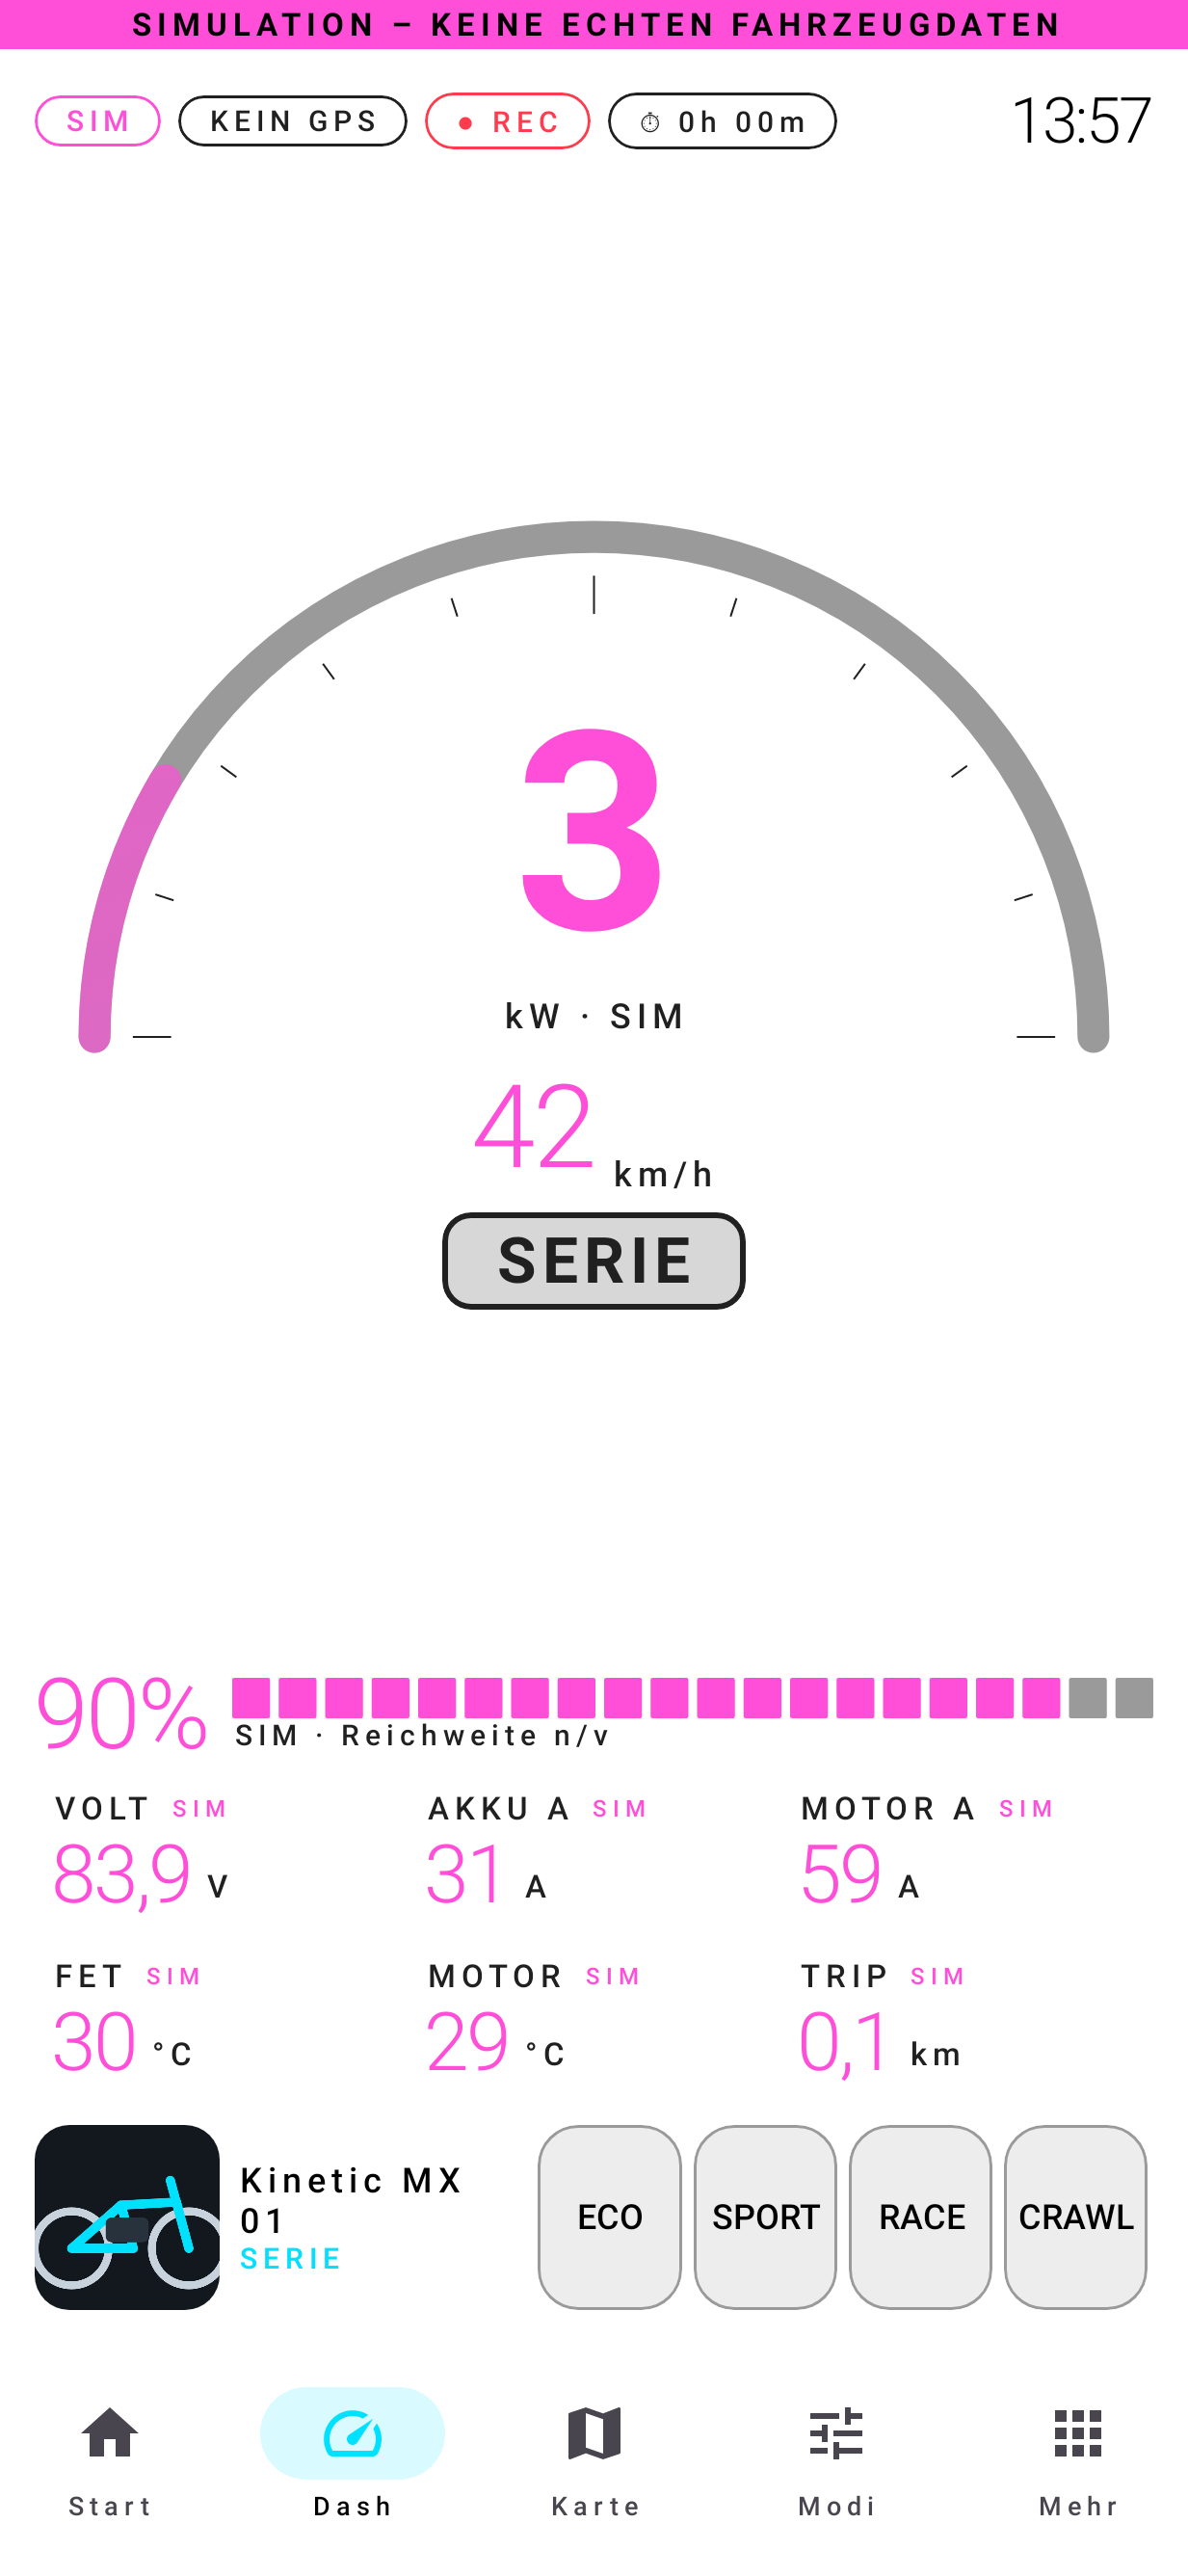 SIMULATION – KEINE ECHTEN FAHRZEUGDATEN
SIM KEIN GPS ● REC ⏱ 0h 00m 13:57
3
kW · SIM
42 km/h
SERIE
90%
SIM · Reichweite n/v
VOLT SIM AKKU A SIM MOTOR A SIM
83,9 V 31 A 59 A
FET SIM MOTOR SIM TRIP SIM
30 °C 29 °C 0,1 km
Kinetic MX
01
SERIE
ECO SPORT RACE CRAWL
Start Dash Karte Modi Mehr